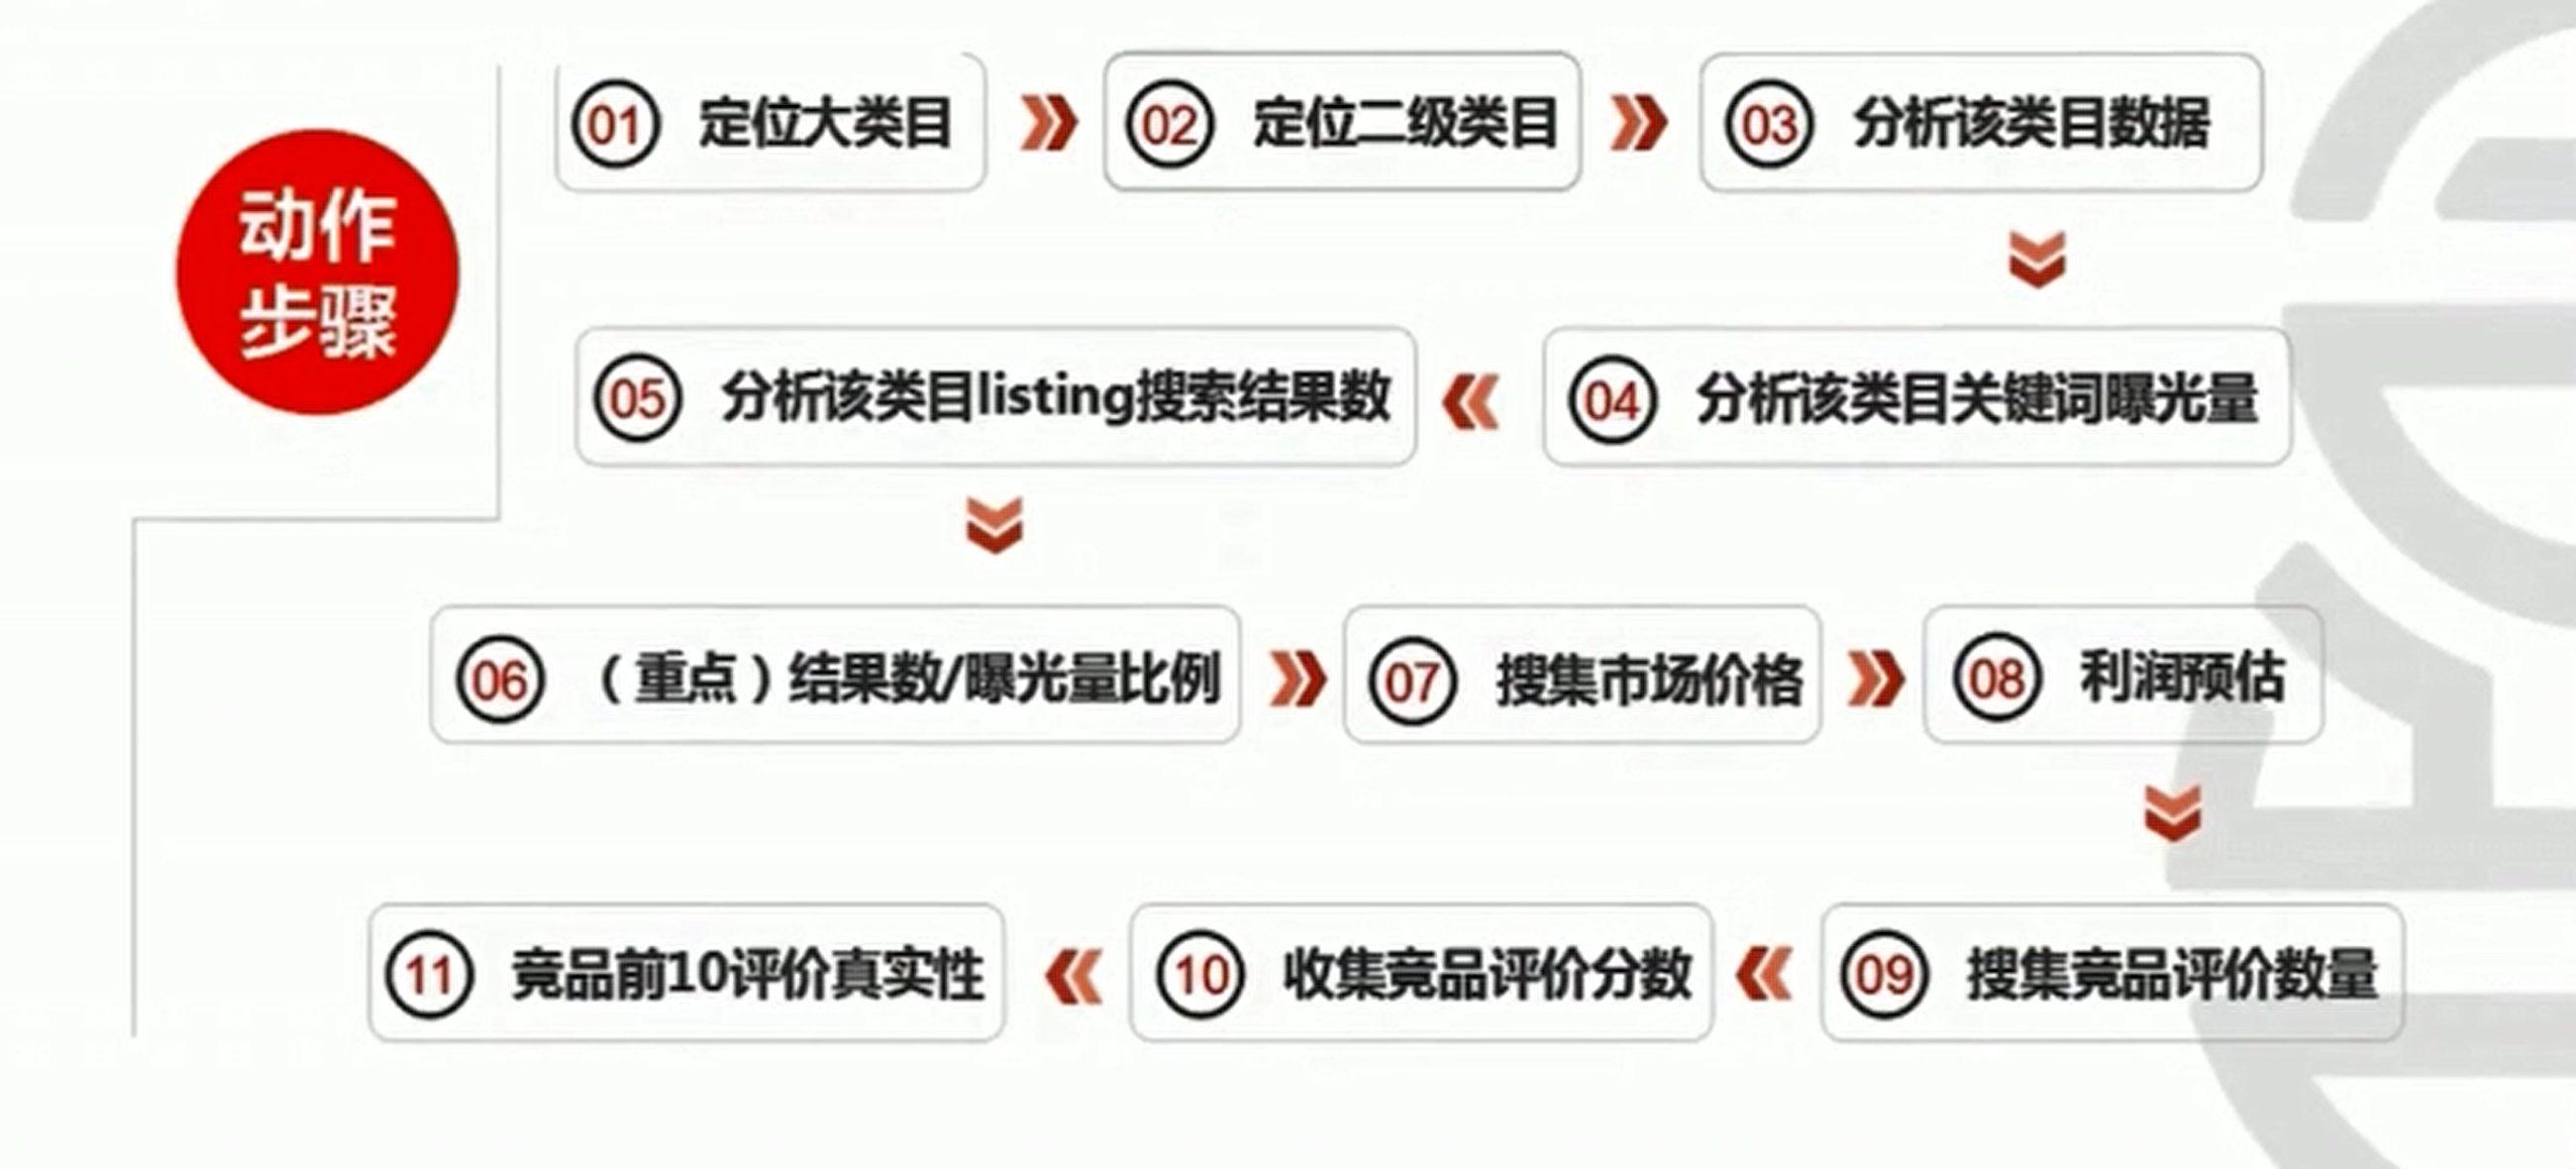 动作
步骤
01 定位大类目
02 定位二级类目
03 分析该类目数据
04 分析该类目关键词曝光量
05 分析该类目listing搜索结果数
06 （重点）结果数/曝光量比例
07 搜集市场价格
08 利润预估
09 搜集竞品评价数量
10 收集竞品评价分数
11 竞品前10评价真实性